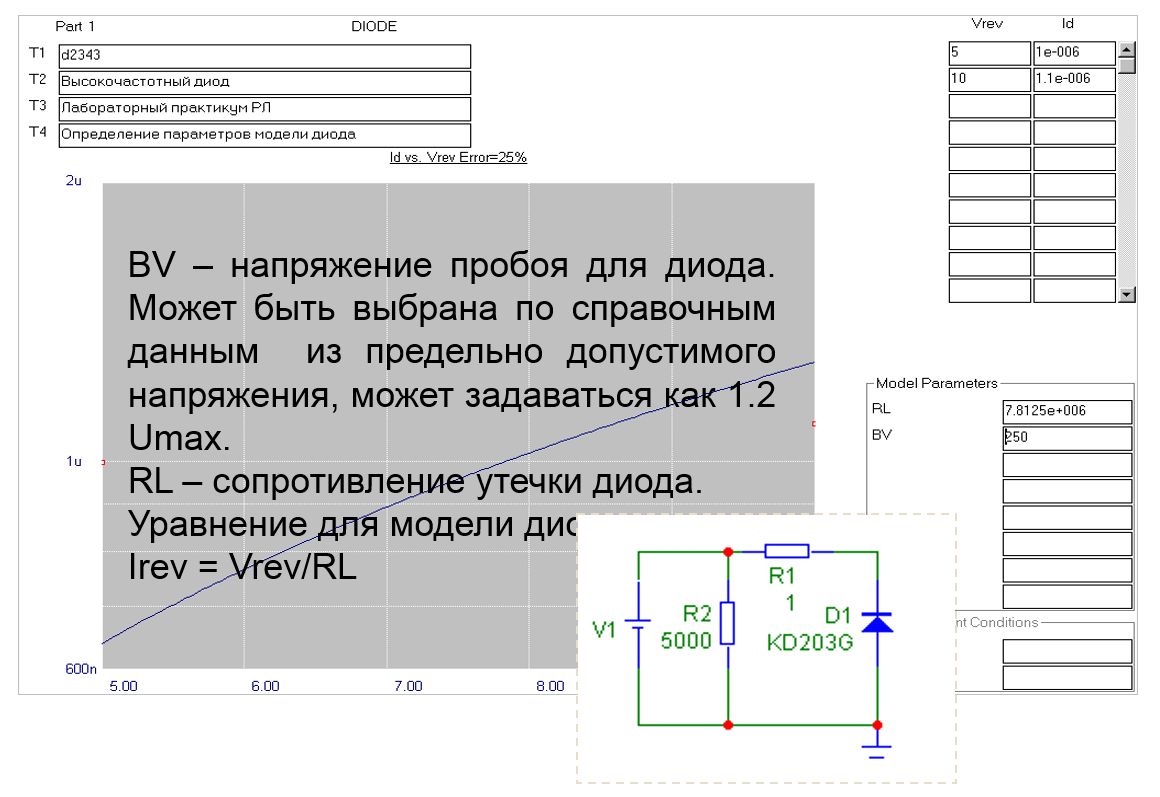 Part 1 DIODE Vrev Id
T1 d2343 5 1e-006
T2 Высокочастотный диод 10 1.1e-006
T3 Лабораторный практикум РЛ
T4 Определение параметров модели диода
Id vs. Vrev Error=25%
2u
BV – напряжение пробоя для диода.
Может быть выбрана по справочным
данным из предельно допустимого
напряжения, может задаваться как 1.2
Umax.
RL – сопротивление утечки диода.
Уравнение для модели
Irev = Vrev/RL
1u
600n
5.00 6.00 7.00 8.00
Model Parameters
RL 7.8125e+006
BV 250
Conditions
R1
1
V1
R2
5000
D1
KD203G